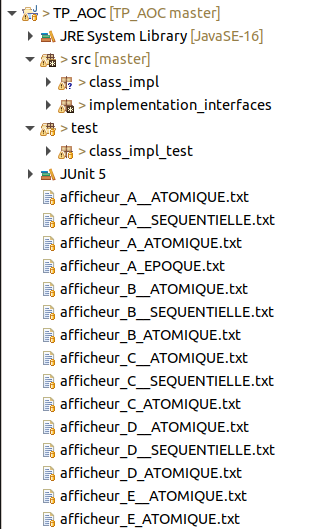 > TP_AOC [TP_AOC master]
JRE System Library [JavaSE-16]
> src [master]
> class_impl
> implementation_interfaces
> test
> class_impl_test
JUnit 5
afficheur_A__ATOMIQUE.txt
afficheur_A__SEQUENTIELLE.txt
afficheur_A_ATOMIQUE.txt
afficheur_A_EPOQUE.txt
afficheur_B__ATOMIQUE.txt
afficheur_B__SEQUENTIELLE.txt
afficheur_B_ATOMIQUE.txt
afficheur_C__ATOMIQUE.txt
afficheur_C__SEQUENTIELLE.txt
afficheur_C_ATOMIQUE.txt
afficheur_D__ATOMIQUE.txt
afficheur_D__SEQUENTIELLE.txt
afficheur_D_ATOMIQUE.txt
afficheur_E__ATOMIQUE.txt
afficheur_E_ATOMIQUE.txt